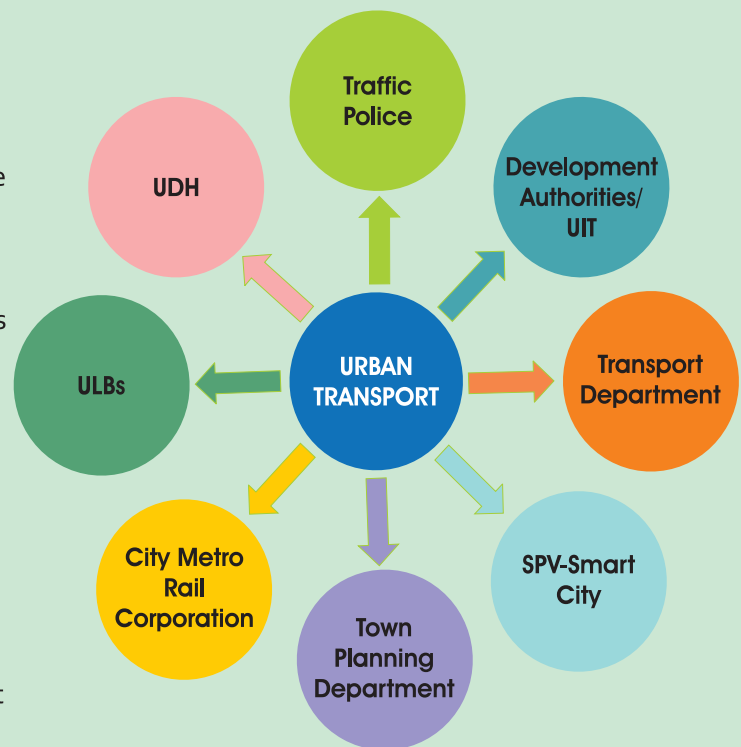 Traffic
Police
Development
Authorities/
UIT
Transport
Department
SPV-Smart
City
Town
Planning
Department
City Metro
Rail
Corporation
ULBs
UDH
URBAN
TRANSPORT
e
s
t